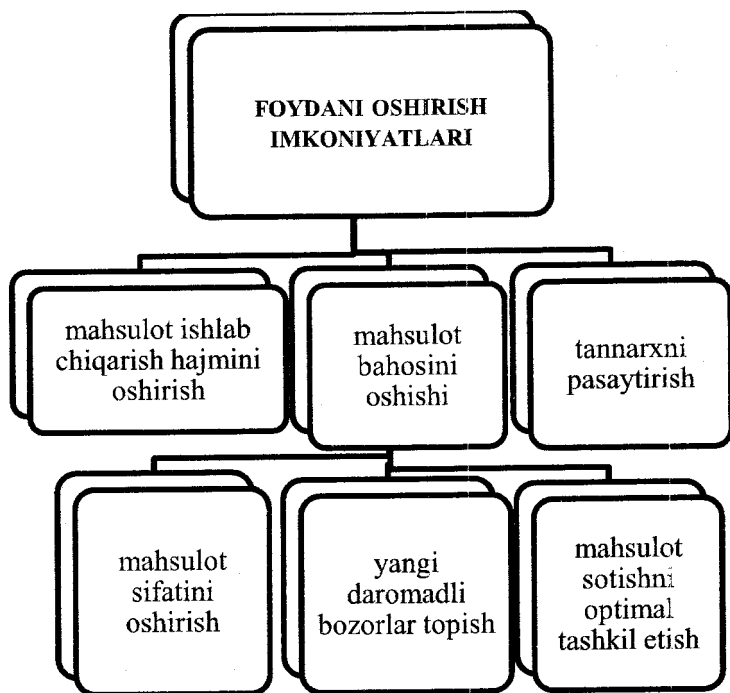 FOYDANI OSHIRISH
IMKONIYATLARI
mahsulot ishlab
chiqarish hajmini
oshirish
mahsulot
bahosini
oshishi
tannarxni
pasaytirish
mahsulot
sifatini
oshirish
yangi
daromadli
bozorlar topish
mahsulot
sotishni
optimal
tashkil etish